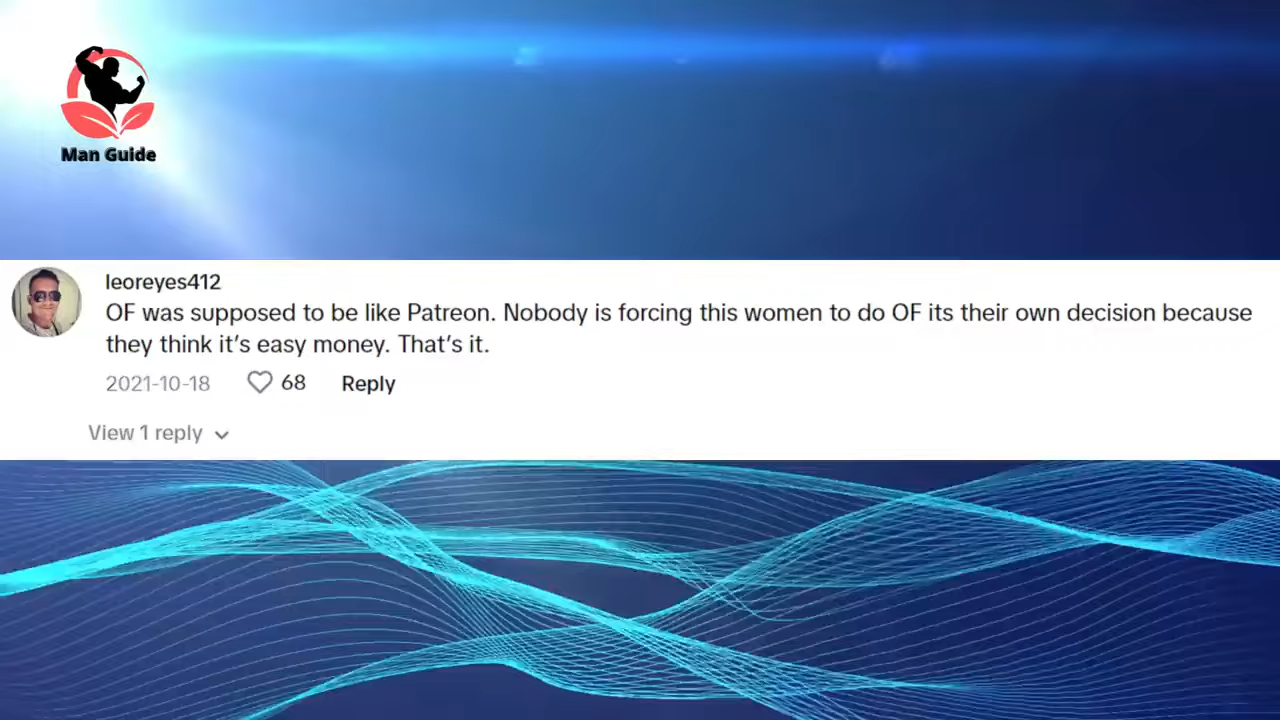 Man Guide
leoreyes412
OF was supposed to be like Patreon. Nobody is forcing this women to do OF its their own decision because
they think it's easy money. That's it.
2021-10-18 68 Reply
View 1 reply